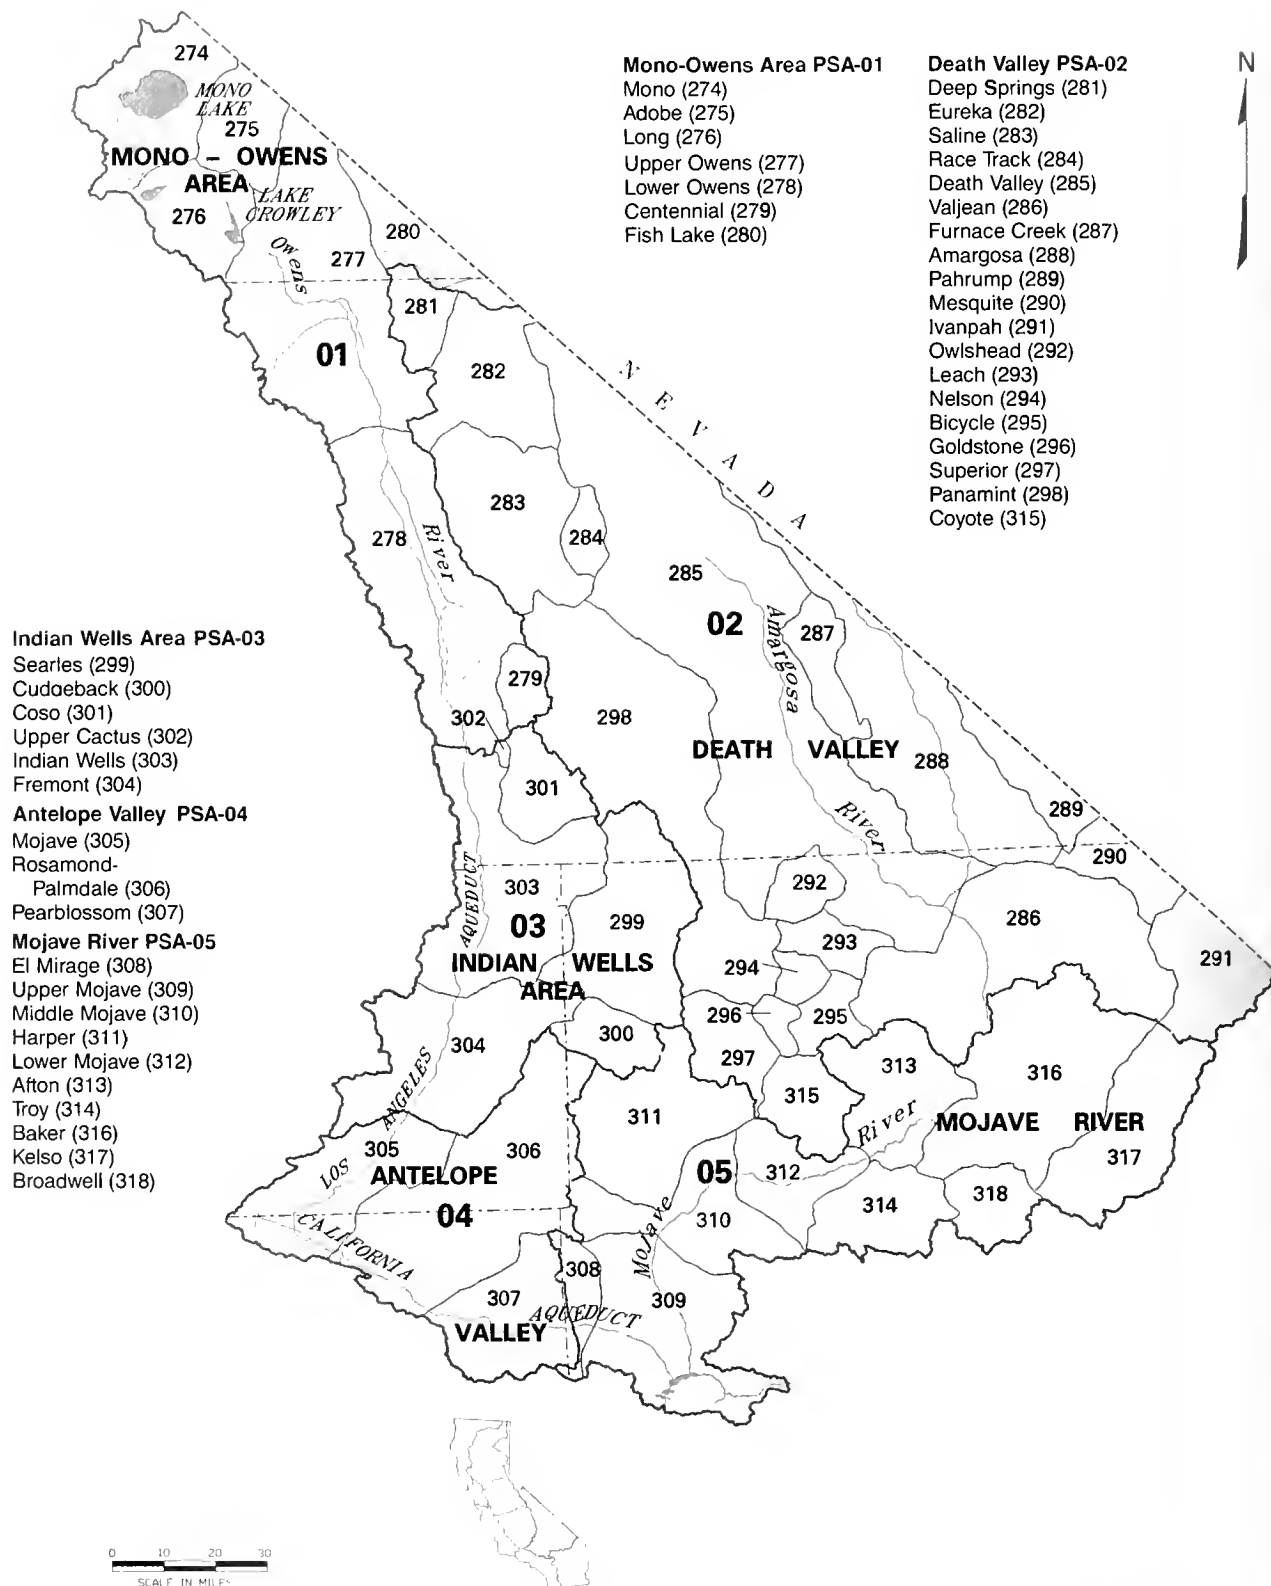 Mono-Owens Area PSA-01
Mono (274)
Adobe (275)
Long (276)
Upper Owens (277)
Lower Owens (278)
Centennial (279)
Fish Lake (280)
Death Valley PSA-02
Deep Springs (281)
Eureka (282)
Saline (283)
Race Track (284)
Death Valley (285)
Valjean (286)
Furnace Creek (287)
Amargosa (288)
Pahrump (289)
Mesquite (290)
Ivanpah (291)
Owlshead (292)
Leach (293)
Nelson (294)
Bicycle (295)
Goldstone (296)
Superior (297)
Panamint (298)
Coyote (315)
N
274
MONO
LAKE
275
MONO – OWENS
AREA
LAKE
CROWLEY
276
Owens
277
280
281
01
282
NEVADA
283
284
278
River
285
02
Amargosa
287
279
302
298
DEATH VALLEY
288
301
River
289
290
Indian Wells Area PSA-03
Searles (299)
Cudgeback (300)
Coso (301)
Upper Cactus (302)
Indian Wells (303)
Fremont (304)
Antelope Valley PSA-04
Mojave (305)
Rosamond-
Palmdale (306)
Pearblossom (307)
Mojave River PSA-05
El Mirage (308)
Upper Mojave (309)
Middle Mojave (310)
Harper (311)
Lower Mojave (312)
Afton (313)
Troy (314)
Baker (316)
Kelso (317)
Broadwell (318)
303
292
AQUEDUCT
03
299
286
293
INDIAN WELLS
AREA
294
291
296
295
300
304
297
313
ANGELES
316
315
311
River
MOJAVE RIVER
305
306
LOS
ANTELOPE
05
312
317
318
04
310
314
CALIFORNIA
Mojave
308
307
309
AQUEDUCT
VALLEY
0 10 20 30
SCALE IN MILES